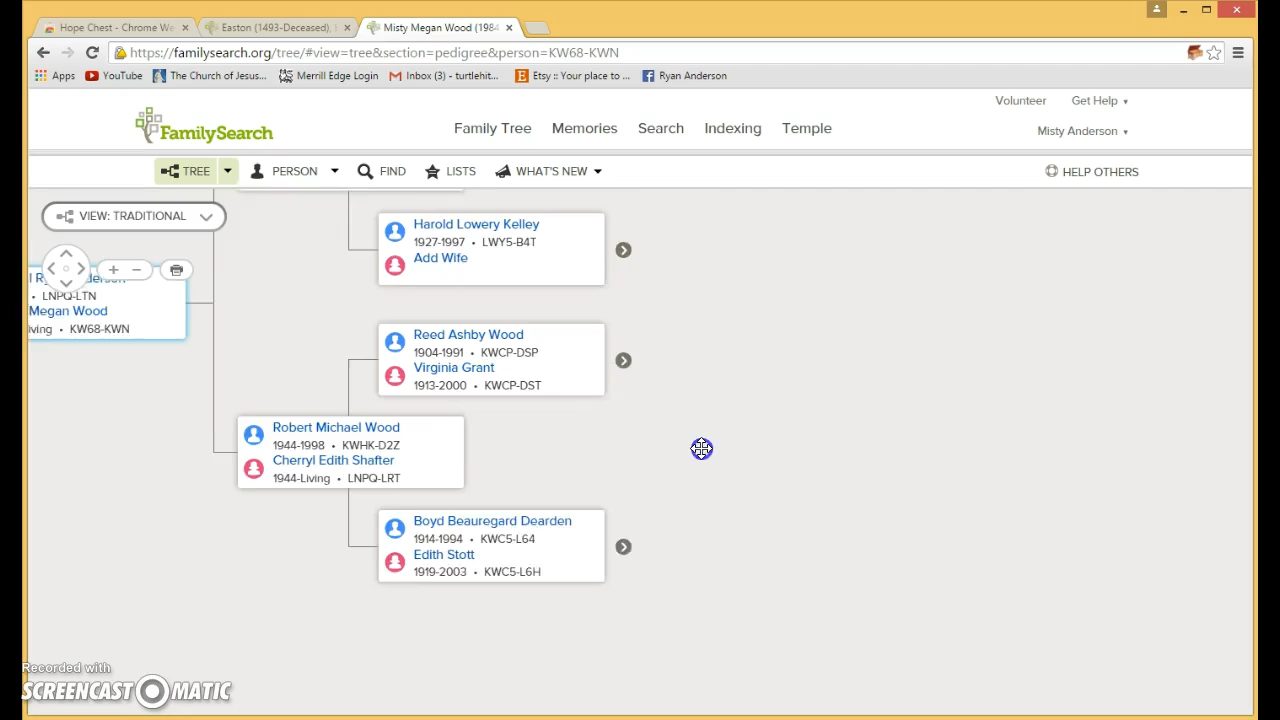 Hope Chest - Chrome We
Easton (1493-Deceased),
Misty Megan Wood (1984
https://familysearch.org/tree/#view=tree&section=pedigree&person=KW68-KWN
Apps YouTube The Church of Jesus... Merrill Edge Login Inbox (3) - turtlehit... Etsy :: Your place to ... Ryan Anderson
Volunteer Get Help
FamilySearch
Family Tree Memories Search Indexing Temple
Misty Anderson
TREE PERSON FIND LISTS WHAT'S NEW HELP OTHERS
VIEW: TRADITIONAL
• LNPQ-LTN
Megan Wood
iving • KW68-KWN
Harold Lowery Kelley
1927-1997 • LWY5-B4T
Add Wife
Reed Ashby Wood
1904-1991 • KWCP-DSP
Virginia Grant
1913-2000 • KWCP-DST
Robert Michael Wood
1944-1998 • KWHK-D2Z
Cherryl Edith Shafter
1944-Living • LNPQ-LRT
Boyd Beauregard Dearden
1914-1994 • KWC5-L64
Edith Stott
1919-2003 • KWC5-L6H
Recorded with
SCREENCAST MATIC